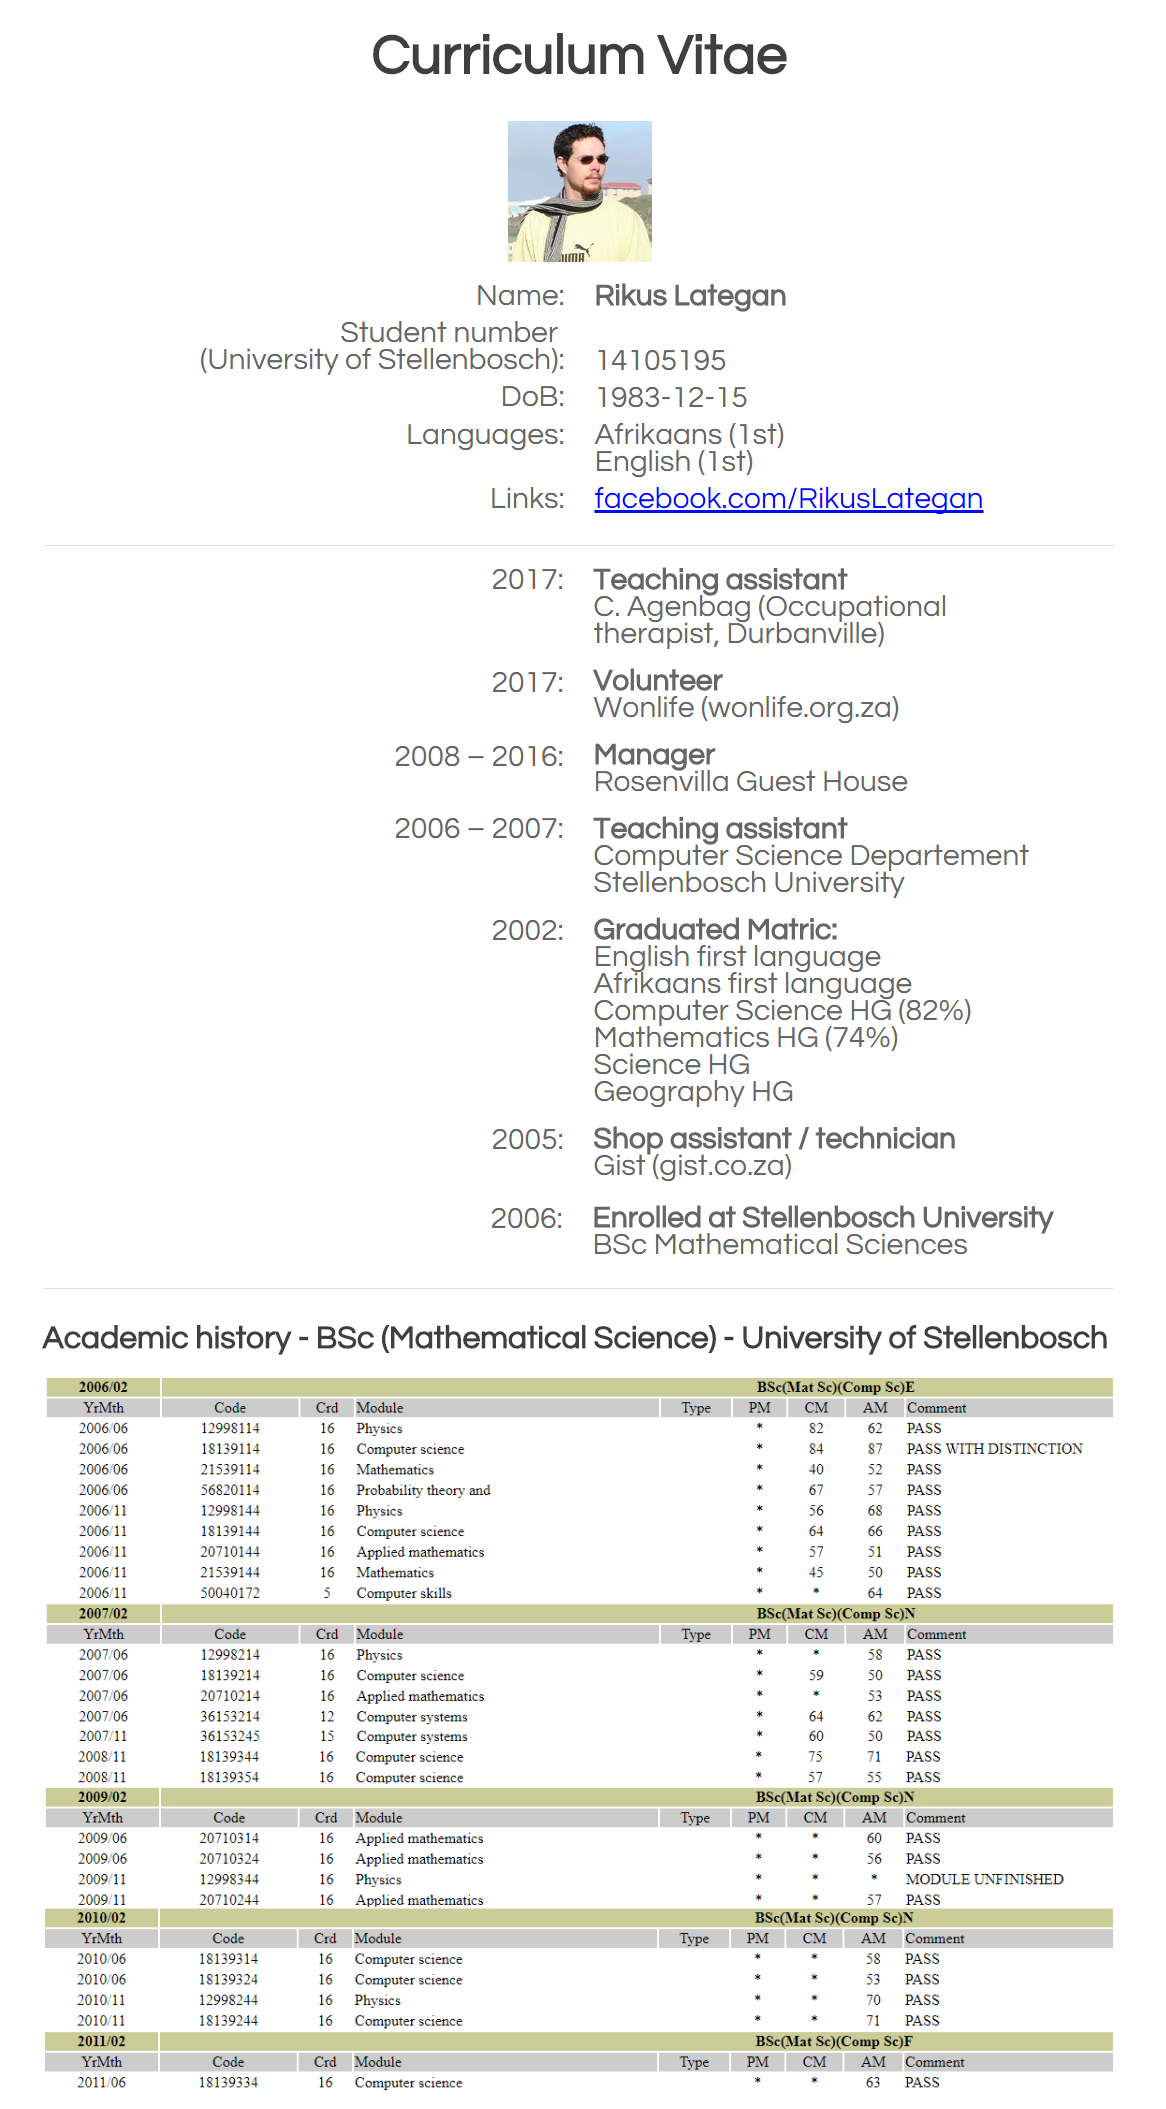 Curriculum Vitae
Name: Rikus Lategan
Student number
(University of Stellenbosch): 14105195
DoB: 1983-12-15
Languages: Afrikaans (1st)
English (1st)
Links: facebook.com/RikusLategan
2017: Teaching assistant
C. Agenbag (Occupational
therapist, Durbanville)
2017: Volunteer
Wonlife (wonlife.org.za)
2008 – 2016: Manager
Rosenvilla Guest House
2006 – 2007: Teaching assistant
Computer Science Departement
Stellenbosch University
2002: Graduated Matric:
English first language
Afrikaans first language
Computer Science HG (82%)
Mathematics HG (74%)
Science HG
Geography HG
2005: Shop assistant / technician
Gist (gist.co.za)
2006: Enrolled at Stellenbosch University
BSc Mathematical Sciences
Academic history - BSc (Mathematical Science) - University of Stellenbosch
2006/02 BSc(Mat Sc)(Comp Sc)E
YrMth Code Crd Module Type PM CM AM Comment
2006/06 12998114 16 Physics * 82 62 PASS
2006/06 18139114 16 Computer science * 84 87 PASS WITH DISTINCTION
2006/06 21539114 16 Mathematics * 40 52 PASS
2006/06 56820114 16 Probability theory and * 67 57 PASS
2006/11 12998144 16 Physics * 56 68 PASS
2006/11 18139144 16 Computer science * 64 66 PASS
2006/11 20710144 16 Applied mathematics * 57 51 PASS
2006/11 21539144 16 Mathematics * 45 50 PASS
2006/11 50040172 5 Computer skills * * 64 PASS
2007/02 BSc(Mat Sc)(Comp Sc)N
YrMth Code Crd Module Type PM CM AM Comment
2007/06 12998214 16 Physics * * 58 PASS
2007/06 18139214 16 Computer science * 59 50 PASS
2007/06 20710214 16 Applied mathematics * * 53 PASS
2007/06 36153214 12 Computer systems * 64 62 PASS
2007/11 36153245 15 Computer systems * 60 50 PASS
2008/11 18139344 16 Computer science * 75 71 PASS
2008/11 18139354 16 Computer science * 57 55 PASS
2009/02 BSc(Mat Sc)(Comp Sc)N
YrMth Code Crd Module Type PM CM AM Comment
2009/06 20710314 16 Applied mathematics * * 60 PASS
2009/06 20710324 16 Applied mathematics * * 56 PASS
2009/11 12998344 16 Physics * * * MODULE UNFINISHED
2009/11 20710244 16 Applied mathematics * * 57 PASS
2010/02 BSc(Mat Sc)(Comp Sc)N
YrMth Code Crd Module Type PM CM AM Comment
2010/06 18139314 16 Computer science * * 58 PASS
2010/06 18139324 16 Computer science * * 53 PASS
2010/11 12998244 16 Physics * * 70 PASS
2010/11 18139244 16 Computer science * * 71 PASS
2011/02 BSc(Mat Sc)(Comp Sc)F
YrMth Code Crd Module Type PM CM AM Comment
2011/06 18139334 16 Computer science * * 63 PASS